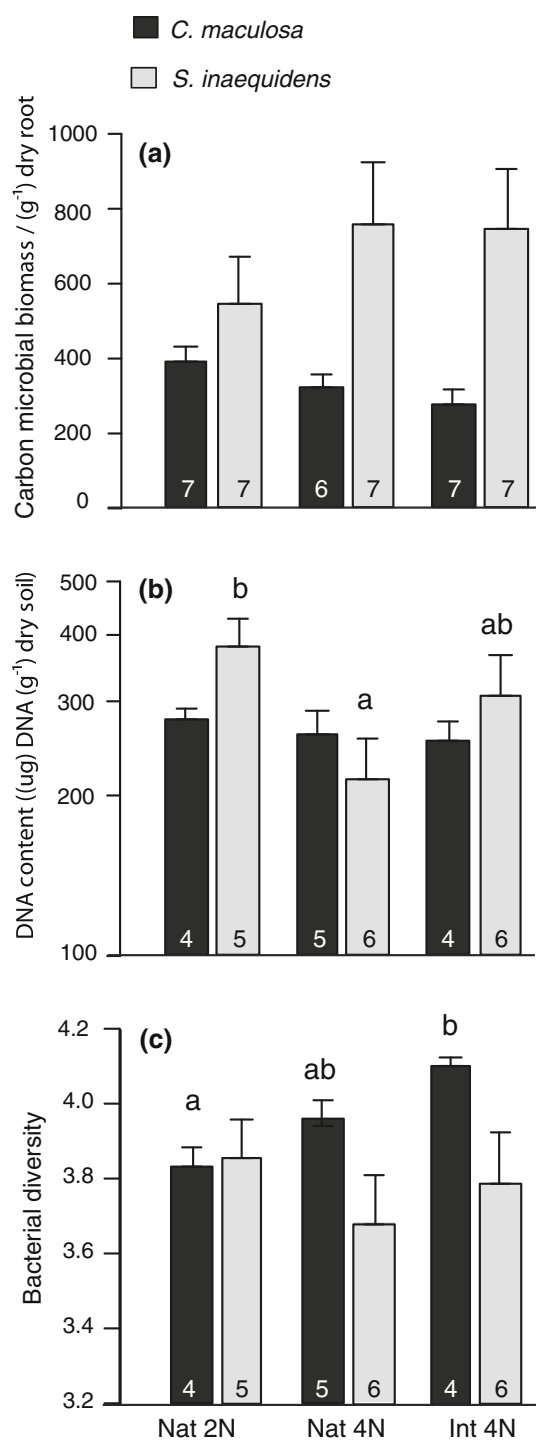 C. maculosa
S. inaequidens
Carbon microbial biomass / (g⁻¹) dry root
1000
800
600
400
200
0
(a)
7
7
6
7
7
7
DNA content ((ug) DNA (g⁻¹) dry soil)
500
400
300
200
100
(b)
b
a
ab
4
5
5
6
4
6
Bacterial diversity
4.2
4.0
3.8
3.6
3.4
3.2
(c)
a
ab
b
4
5
5
6
4
6
Nat 2N
Nat 4N
Int 4N